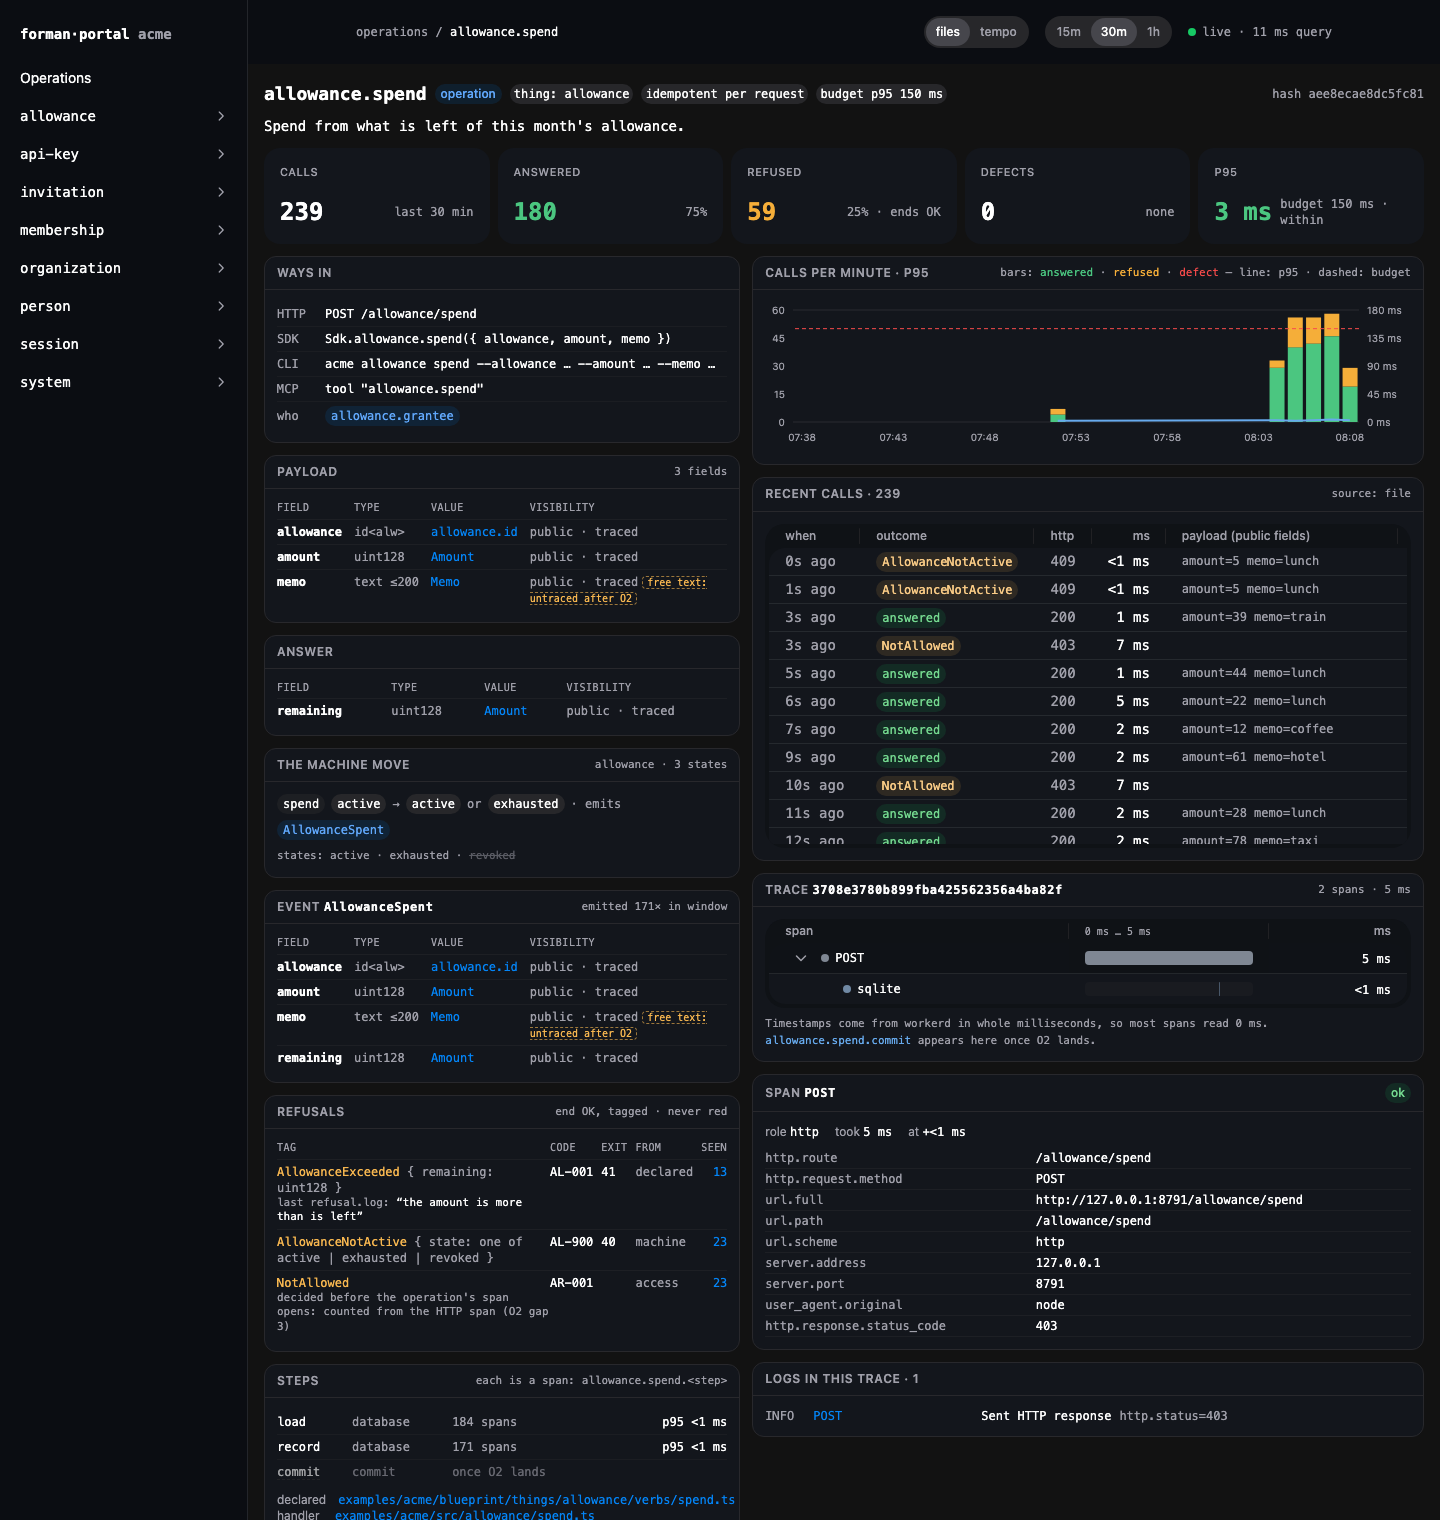 forman·portal acme
Operations
allowance
api-key
invitation
membership
organization
person
session
system
operations / allowance.spend
files tempo
15m 30m 1h
live · 11 ms query
allowance.spend operation thing: allowance idempotent per request budget p95 150 ms
hash aee8ecae8dc5fc81
Spend from what is left of this month's allowance.
CALLS
239 last 30 min
ANSWERED
180 75%
REFUSED
59 25% · ends OK
DEFECTS
0 none
P95
3 ms budget 150 ms · within
WAYS IN
HTTP POST /allowance/spend
SDK Sdk.allowance.spend({ allowance, amount, memo })
CLI acme allowance spend --allowance … --amount … --memo …
MCP tool "allowance.spend"
who allowance.grantee
PAYLOAD 3 fields
FIELD TYPE VALUE VISIBILITY
allowance id<alw> allowance.id public · traced
amount uint128 Amount public · traced
memo text ≤200 Memo public · traced free text:
untraced after O2
ANSWER
FIELD TYPE VALUE VISIBILITY
remaining uint128 Amount public · traced
THE MACHINE MOVE allowance · 3 states
spend active → active or exhausted · emits
AllowanceSpent
states: active · exhausted · revoked
EVENT AllowanceSpent emitted 171× in window
FIELD TYPE VALUE VISIBILITY
allowance id<alw> allowance.id public · traced
amount uint128 Amount public · traced
memo text ≤200 Memo public · traced free text:
untraced after O2
remaining uint128 Amount public · traced
REFUSALS end OK, tagged · never red
TAG CODE EXIT FROM SEEN
AllowanceExceeded { remaining: AL-001 41 declared 13
uint128 }
last refusal.log: “the amount is more
than is left”
AllowanceNotActive { state: one of AL-900 40 machine 23
active | exhausted | revoked }
NotAllowed AR-001 access 23
decided before the operation's span
opens: counted from the HTTP span (O2 gap
3)
STEPS each is a span: allowance.spend.<step>
load database 184 spans p95 <1 ms
record database 171 spans p95 <1 ms
commit commit once O2 lands
declared examples/acme/blueprint/things/allowance/verbs/spend.ts
handler examples/acme/src/allowance/spend.ts
CALLS PER MINUTE · P95 bars: answered · refused · defect — line: p95 · dashed: budget
60 180 ms
45 135 ms
30 90 ms
15 45 ms
0 0 ms
07:38 07:43 07:48 07:53 07:58 08:03 08:08
RECENT CALLS · 239 source: file
when outcome http ms payload (public fields)
0s ago AllowanceNotActive 409 <1 ms amount=5 memo=lunch
1s ago AllowanceNotActive 409 <1 ms amount=5 memo=lunch
3s ago answered 200 1 ms amount=39 memo=train
3s ago NotAllowed 403 7 ms
5s ago answered 200 1 ms amount=44 memo=lunch
6s ago answered 200 5 ms amount=22 memo=lunch
7s ago answered 200 2 ms amount=12 memo=coffee
9s ago answered 200 2 ms amount=61 memo=hotel
10s ago NotAllowed 403 7 ms
11s ago answered 200 2 ms amount=28 memo=lunch
12s ago answered 200 2 ms amount=78 memo=taxi
TRACE 3708e3780b899fba425562356a4ba82f 2 spans · 5 ms
span 0 ms … 5 ms ms
POST 5 ms
sqlite <1 ms
Timestamps come from workerd in whole milliseconds, so most spans read 0 ms.
allowance.spend.commit appears here once O2 lands.
SPAN POST ok
role http took 5 ms at +<1 ms
http.route /allowance/spend
http.request.method POST
url.full http://127.0.0.1:8791/allowance/spend
url.path /allowance/spend
url.scheme http
server.address 127.0.0.1
server.port 8791
user_agent.original node
http.response.status_code 403
LOGS IN THIS TRACE · 1
INFO POST Sent HTTP response http.status=403